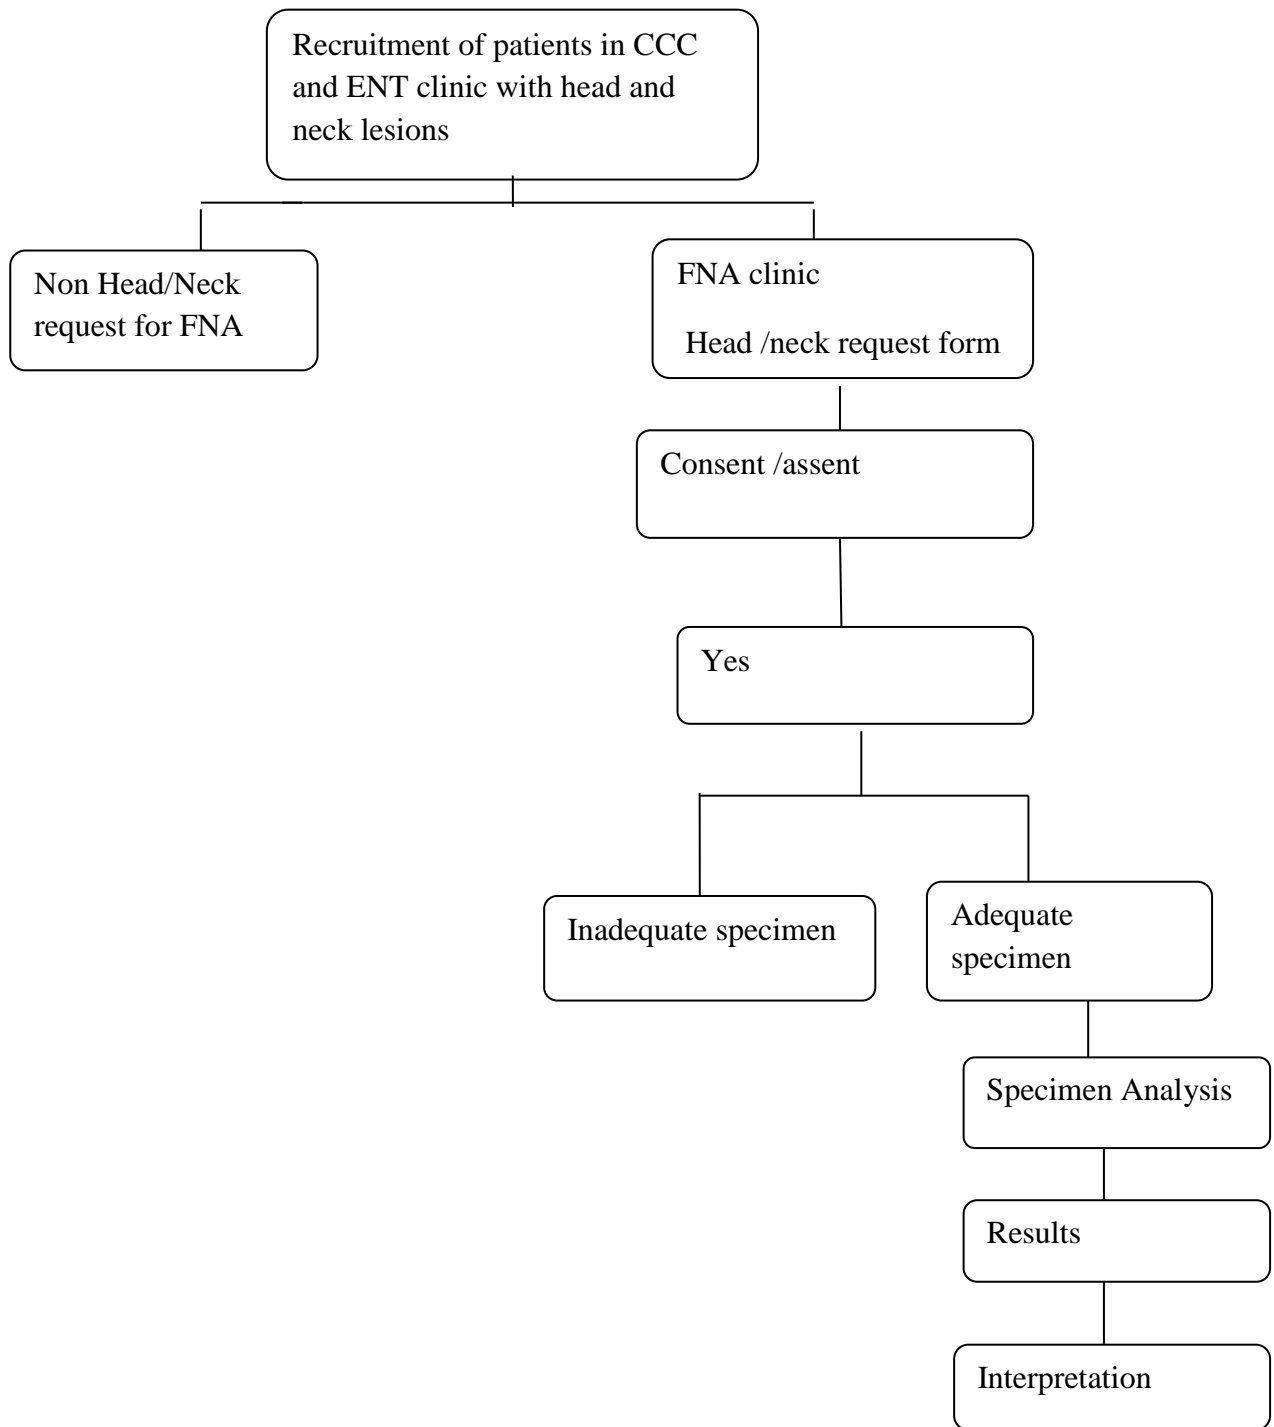 Recruitment of patients in CCC
and ENT clinic with head and
neck lesions
Non Head/Neck
request for FNA
FNA clinic
Head /neck request form
Consent /assent
Yes
Inadequate specimen
Adequate
specimen
Specimen Analysis
Results
Interpretation